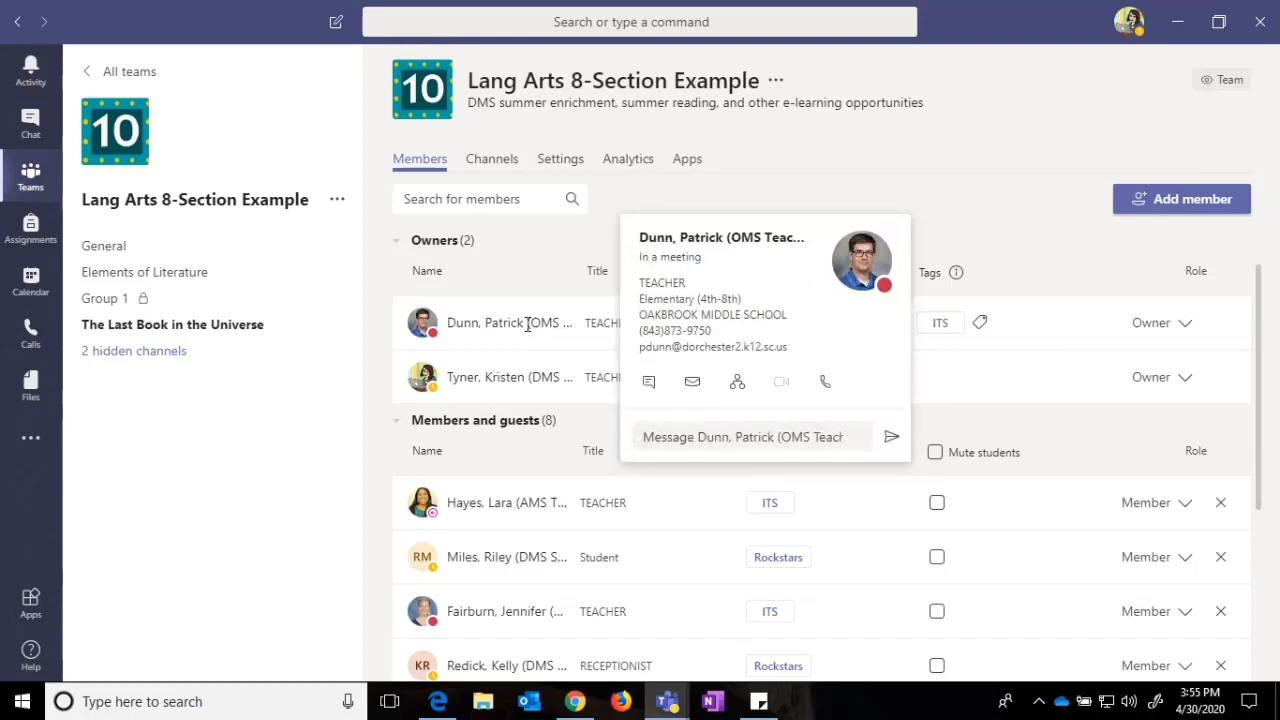 Search or type a command
Activity
Chat
Teams
Assignments
Calendar
Calls
Files
Apps
Help
All teams
10
Lang Arts 8-Section Example
General
Elements of Literature
Group 1
The Last Book in the Universe
2 hidden channels
10
Lang Arts 8-Section Example
Team
DMS summer enrichment, summer reading, and other e-learning opportunities
Members Channels Settings Analytics Apps
Search for members
Add member
Owners (2)
Name Title Tags Role
Dunn, Patrick (OMS ... TEACH ITS Owner
Tyner, Kristen (DMS ... TEACH Owner
Dunn, Patrick (OMS Teac...
In a meeting
TEACHER
Elementary (4th-8th)
OAKBROOK MIDDLE SCHOOL
(843)873-9750
pdunn@dorchester2.k12.sc.us
Message Dunn, Patrick (OMS Teach
Members and guests (8)
Name Title Mute students Role
Hayes, Lara (AMS T... TEACHER ITS Member
RM Miles, Riley (DMS S... Student Rockstars Member
Fairburn, Jennifer (... TEACHER ITS Member
KR Redick, Kelly (DMS ... RECEPTIONIST Rockstars Member
Type here to search
3:55 PM
4/30/2020